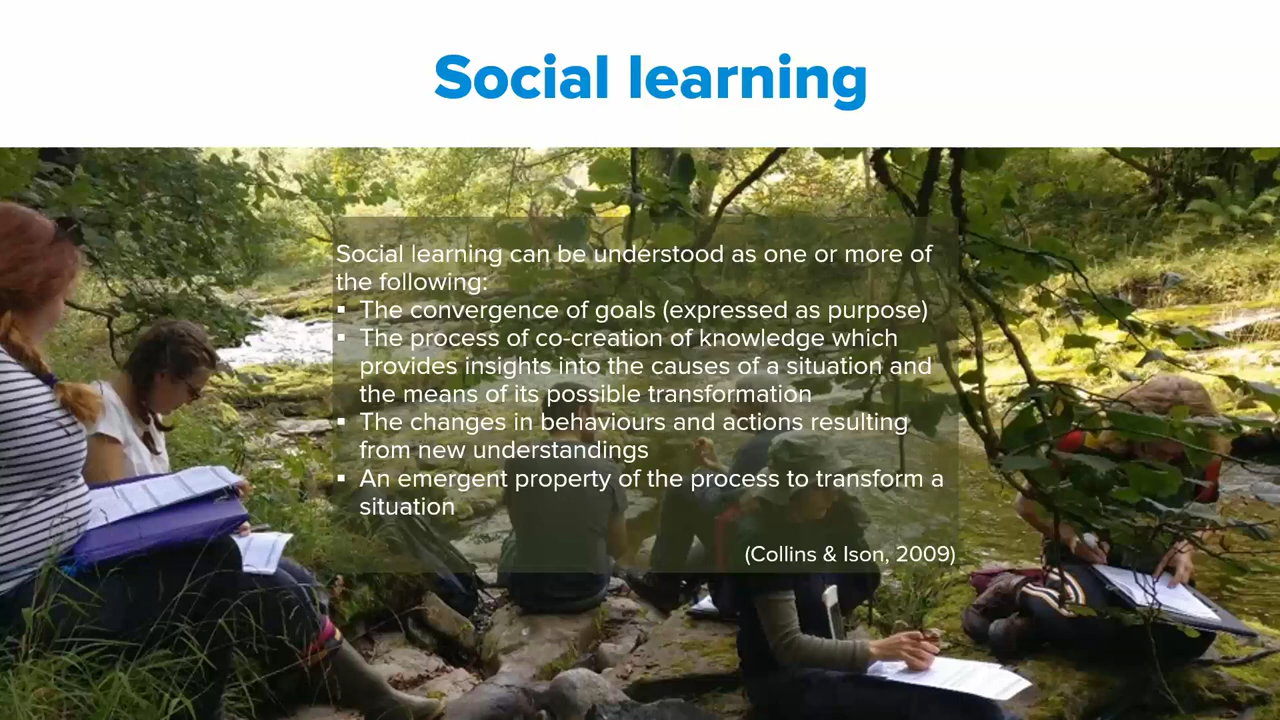 Social learning
Social learning can be understood as one or more of
the following:
▪ The convergence of goals (expressed as purpose)
▪ The process of co-creation of knowledge which
provides insights into the causes of a situation and
the means of its possible transformation
▪ The changes in behaviours and actions resulting
from new understandings
▪ An emergent property of the process to transform a
situation
(Collins & Ison, 2009)